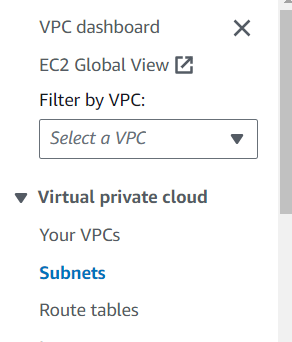 VPC dashboard
EC2 Global View
Filter by VPC:
Select a VPC
Virtual private cloud
Your VPCs
Subnets
Route tables